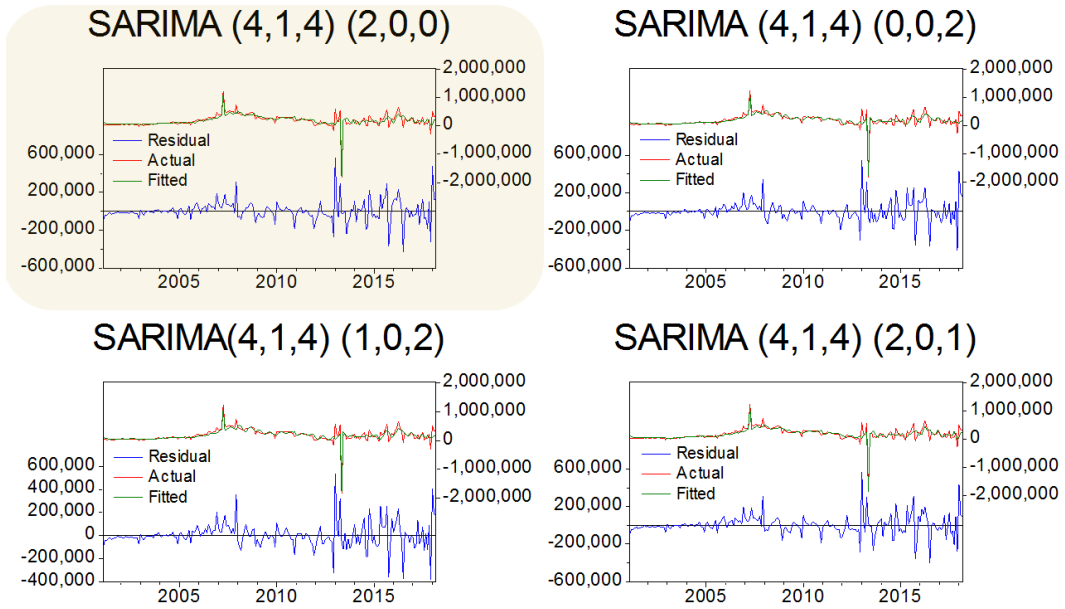 SARIMA (4,1,4) (2,0,0)
2,000,000
1,000,000
0
-1,000,000
-2,000,000
Residual
Actual
Fitted
600,000
200,000
-200,000
-600,000
2005 2010 2015
SARIMA (4,1,4) (0,0,2)
2,000,000
1,000,000
0
-1,000,000
-2,000,000
Residual
Actual
Fitted
600,000
200,000
-200,000
-600,000
2005 2010 2015
SARIMA(4,1,4) (1,0,2)
2,000,000
1,000,000
0
-1,000,000
-2,000,000
Residual
Actual
Fitted
600,000
400,000
200,000
0
-200,000
-400,000
2005 2010 2015
SARIMA (4,1,4) (2,0,1)
2,000,000
1,000,000
0
-1,000,000
-2,000,000
Residual
Actual
Fitted
600,000
200,000
-200,000
-600,000
2005 2010 2015